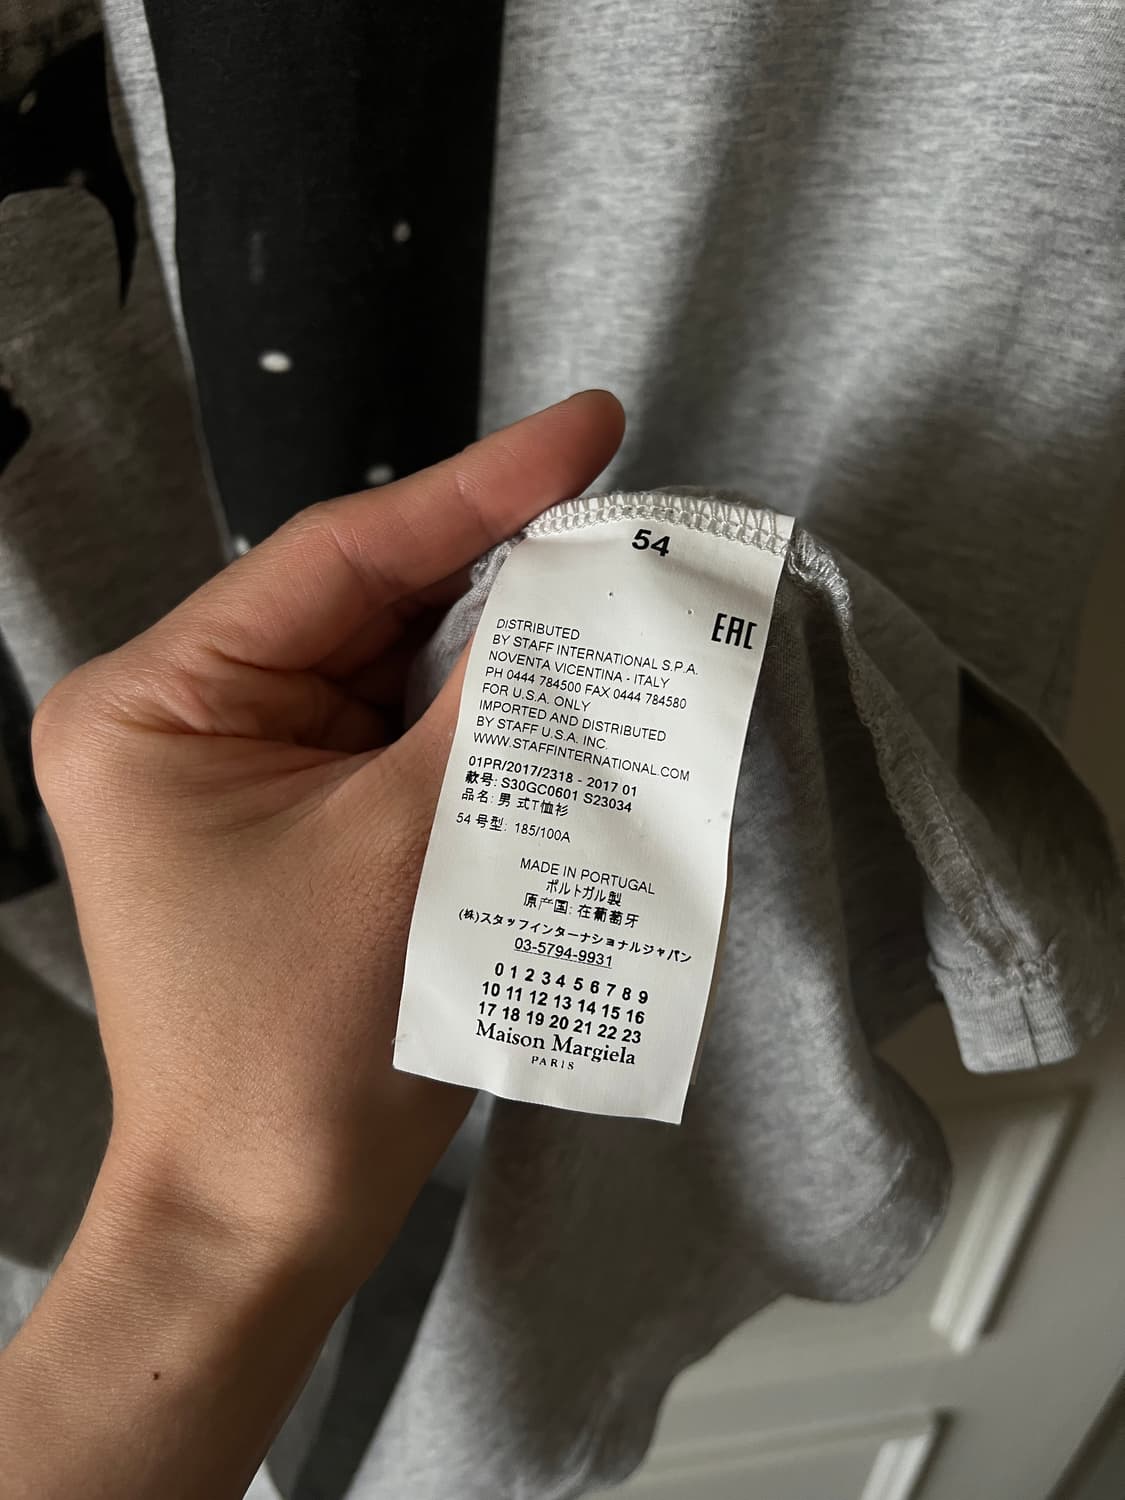 54
EAC
DISTRIBUTED
BY STAFF INTERNATIONAL S.P.A.
NOVENTA VICENTINA - ITALY
PH 0444 784500 FAX 0444 784580
FOR U.S.A. ONLY
IMPORTED AND DISTRIBUTED
BY STAFF U.S.A. INC.
WWW.STAFFINTERNATIONAL.COM
01PR/2017/2318 - 2017 01
款号: S30GC0601 S23034
品名: 男 式T恤衫
54 号型: 185/100A
MADE IN PORTUGAL
ポルトガル製
原产国: 在葡萄牙
(株)スタッフインターナショナルジャパン
03-5794-9931
0 1 2 3 4 5 6 7 8 9
10 11 12 13 14 15 16
17 18 19 20 21 22 23
Maison Margiela
PARIS